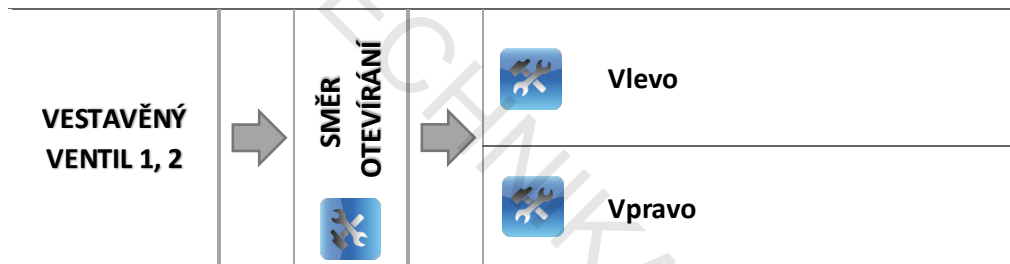 VESTAVĚNÝ
VENTIL 1, 2
SMĚR
OTEVÍRÁNÍ
Vlevo
Vpravo